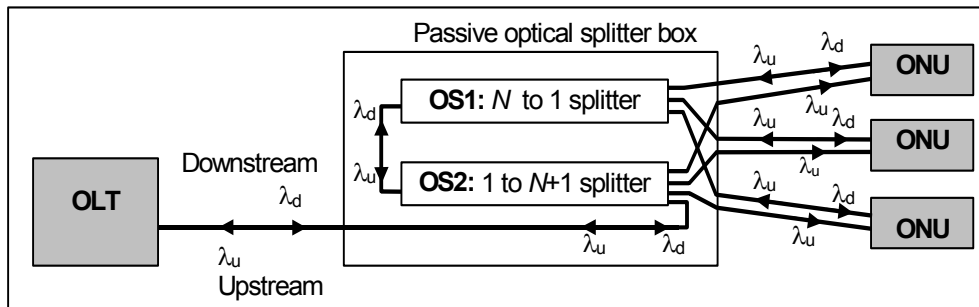 Passive optical splitter box
λu
λd
ONU
OS1: N to 1 splitter
λd
λu
λu
λd
ONU
λu
λu
OS2: 1 to N+1 splitter
OLT
Downstream
λd
λu
λd
ONU
λu
λu
λd
λu
Upstream